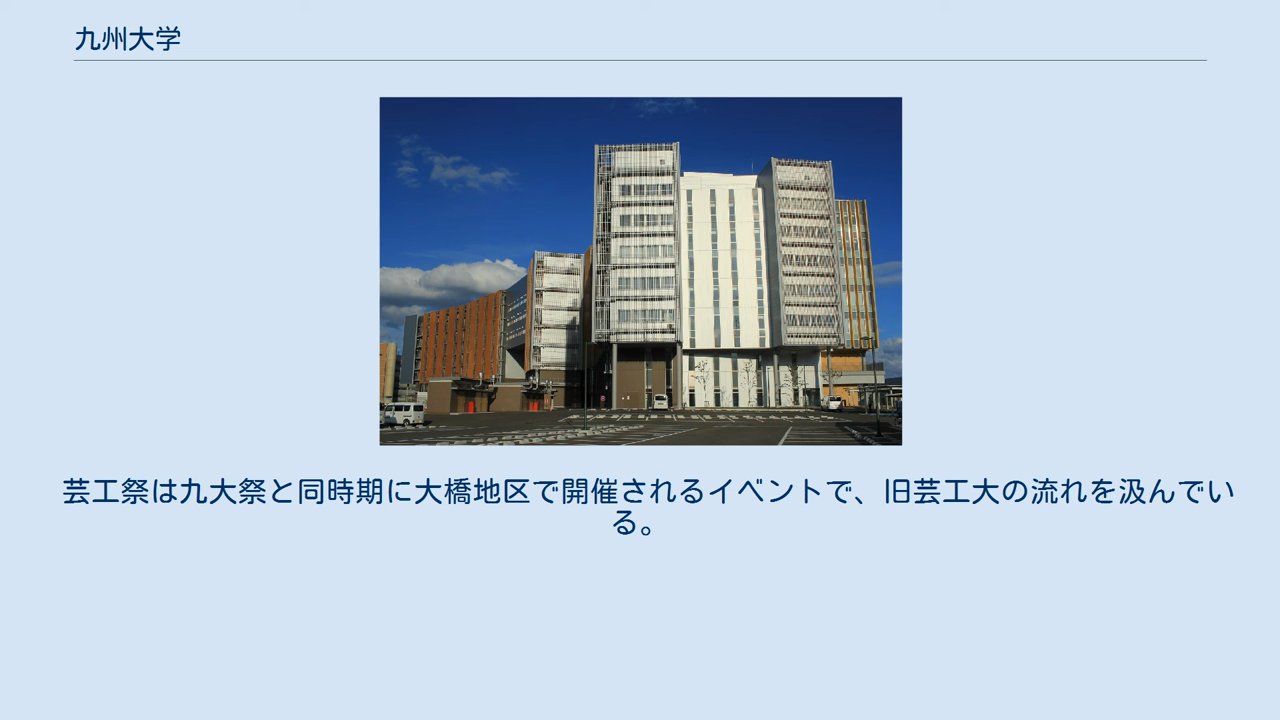 九州大学
芸工祭は九大祭と同時期に大橋地区で開催されるイベントで、旧芸工大の流れを汲んでい
る。